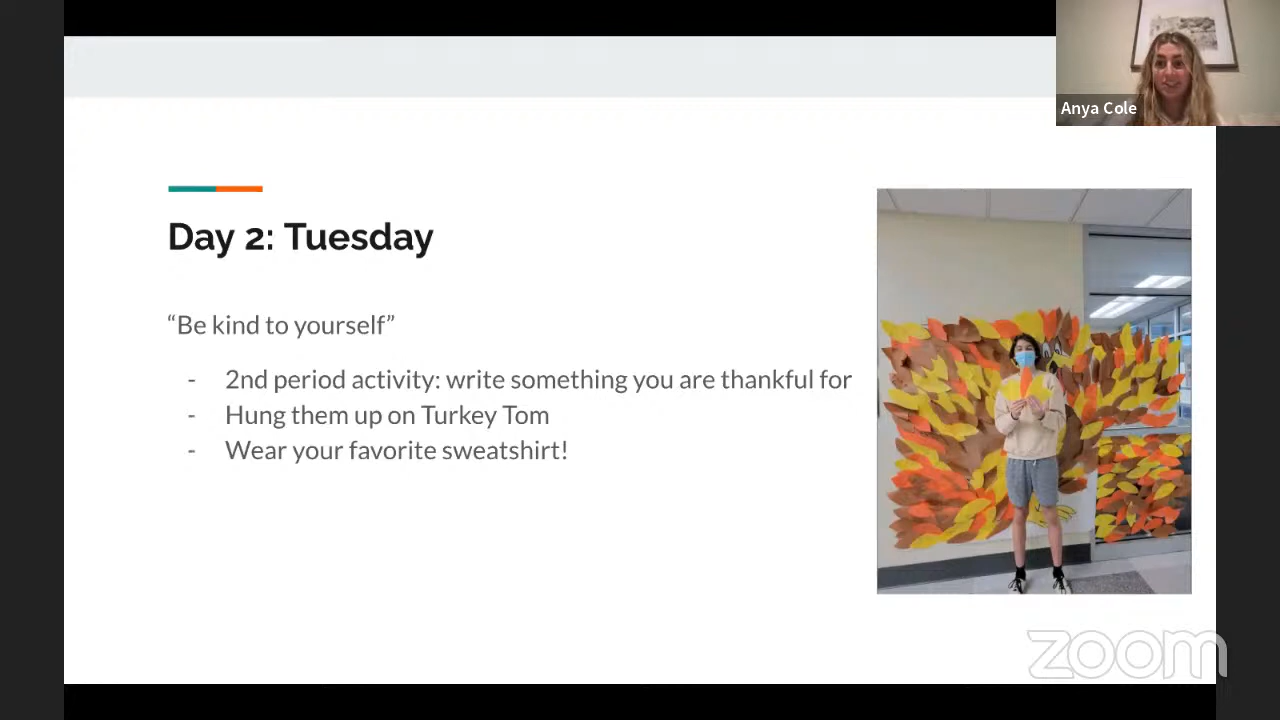 Anya Cole
Day 2: Tuesday
“Be kind to yourself”
- 2nd period activity: write something you are thankful for
- Hung them up on Turkey Tom
- Wear your favorite sweatshirt!
zoom